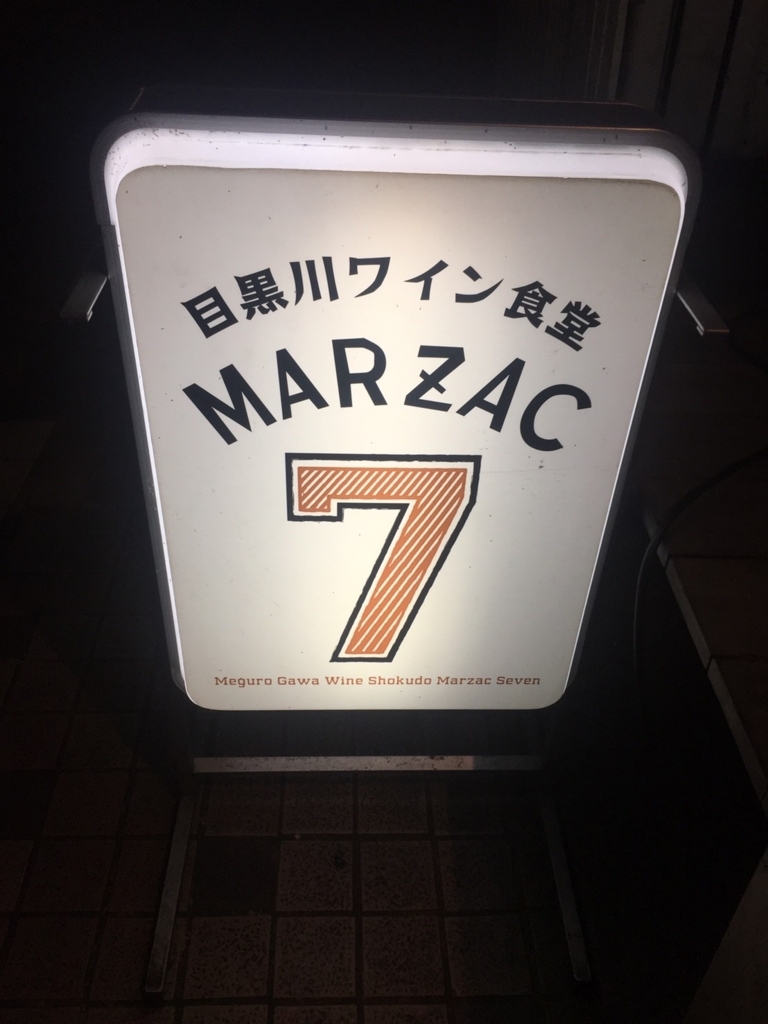 目黒川ワイン食堂
MARZAC
7
Meguro Gawa Wine Shokudo Marzac Seven